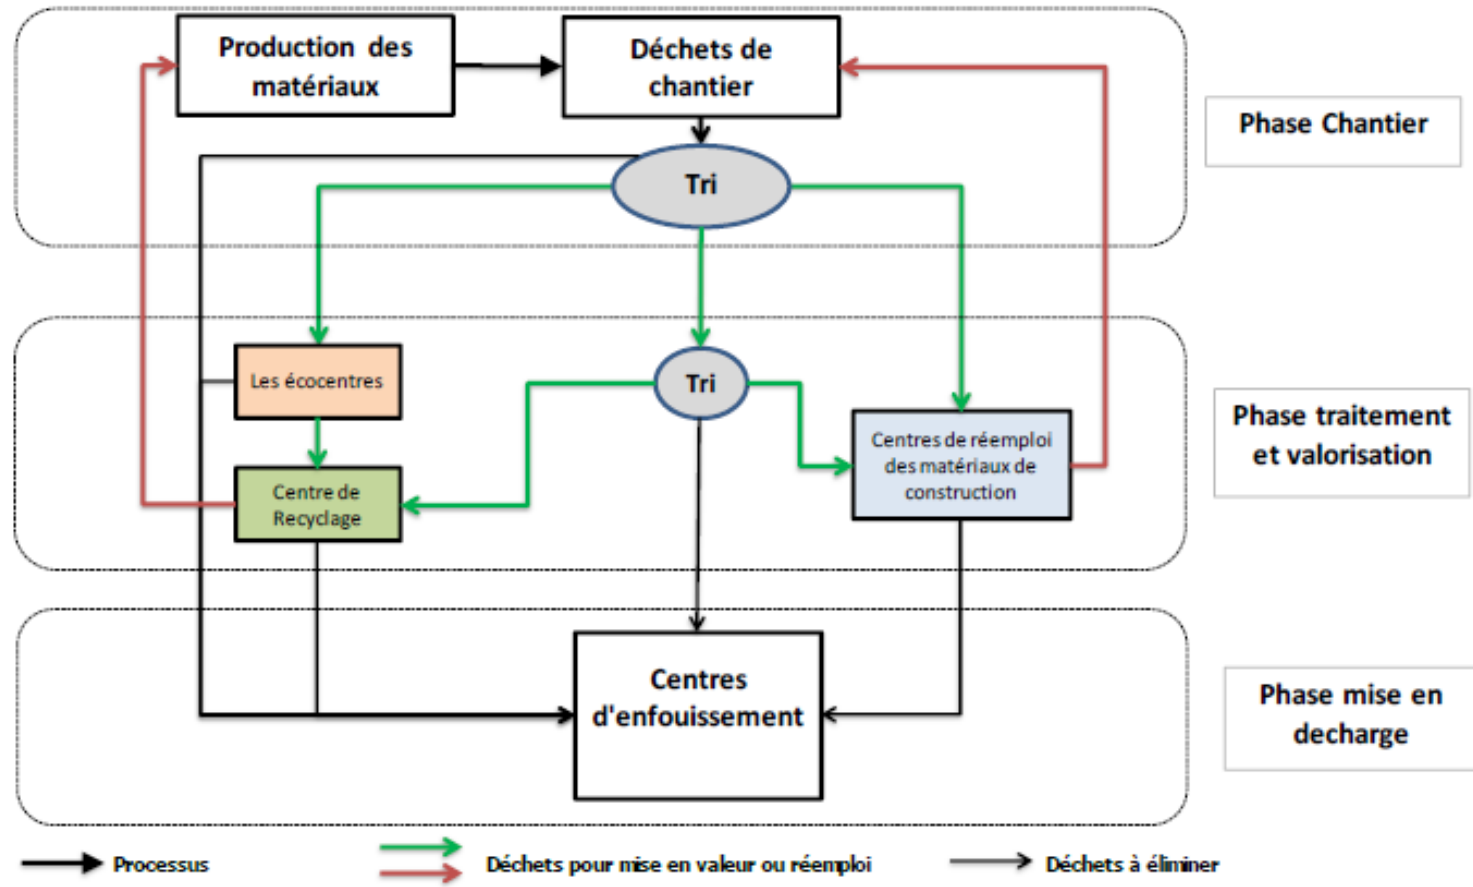 Production des
matériaux
Déchets de
chantier
Phase Chantier
Tri
Les écocentres
Tri
Centres de réemploi
des matériaux de
construction
Phase traitement
et valorisation
Centre de
Recyclage
Centres
d'enfouissement
Phase mise en
decharge
Processus
Déchets pour mise en valeur ou réemploi
Déchets à éliminer